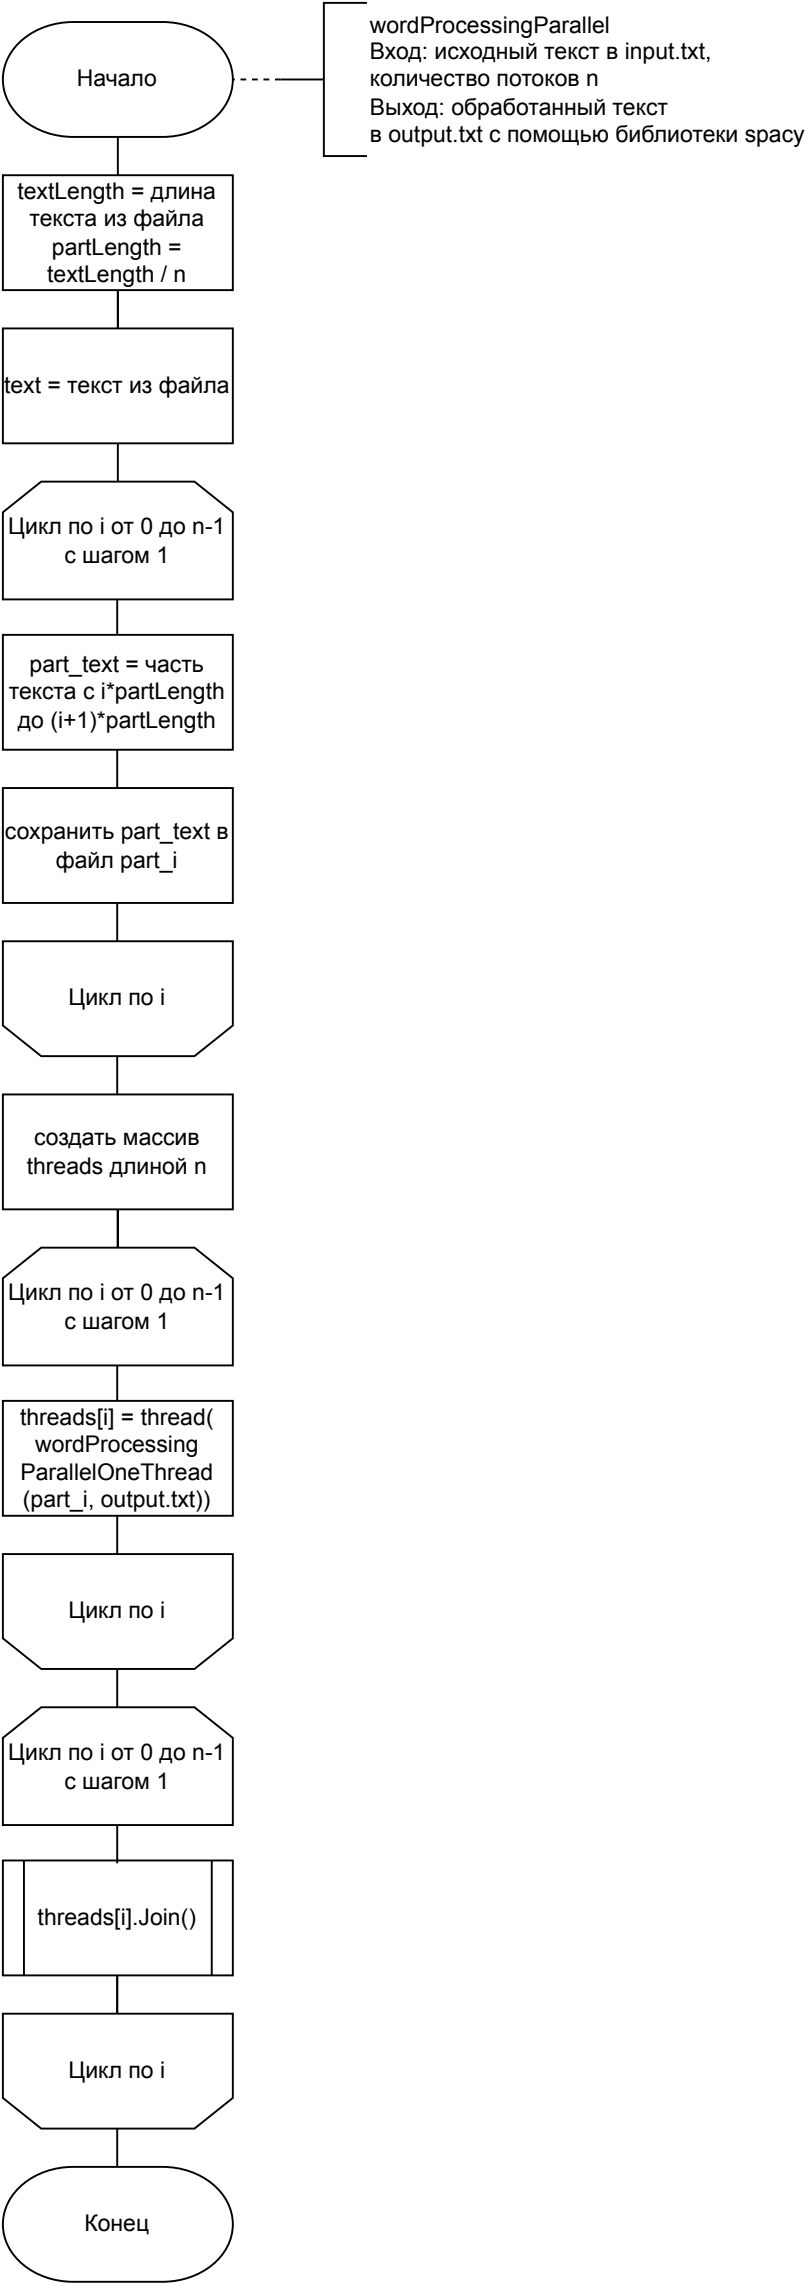 Начало
wordProcessingParallel
Вход: исходный текст в input.txt,
количество потоков n
Выход: обработанный текст
в output.txt с помощью библиотеки spacy
textLength = длина
текста из файла
partLength =
textLength / n
text = текст из файла
Цикл по i от 0 до n-1
с шагом 1
part_text = часть
текста с i*partLength
до (i+1)*partLength
сохранить part_text в
файл part_i
Цикл по i
создать массив
threads длиной n
Цикл по i от 0 до n-1
с шагом 1
threads[i] = thread(
wordProcessing
ParallelOneThread
(part_i, output.txt))
Цикл по i
Цикл по i от 0 до n-1
с шагом 1
threads[i].Join()
Цикл по i
Конец